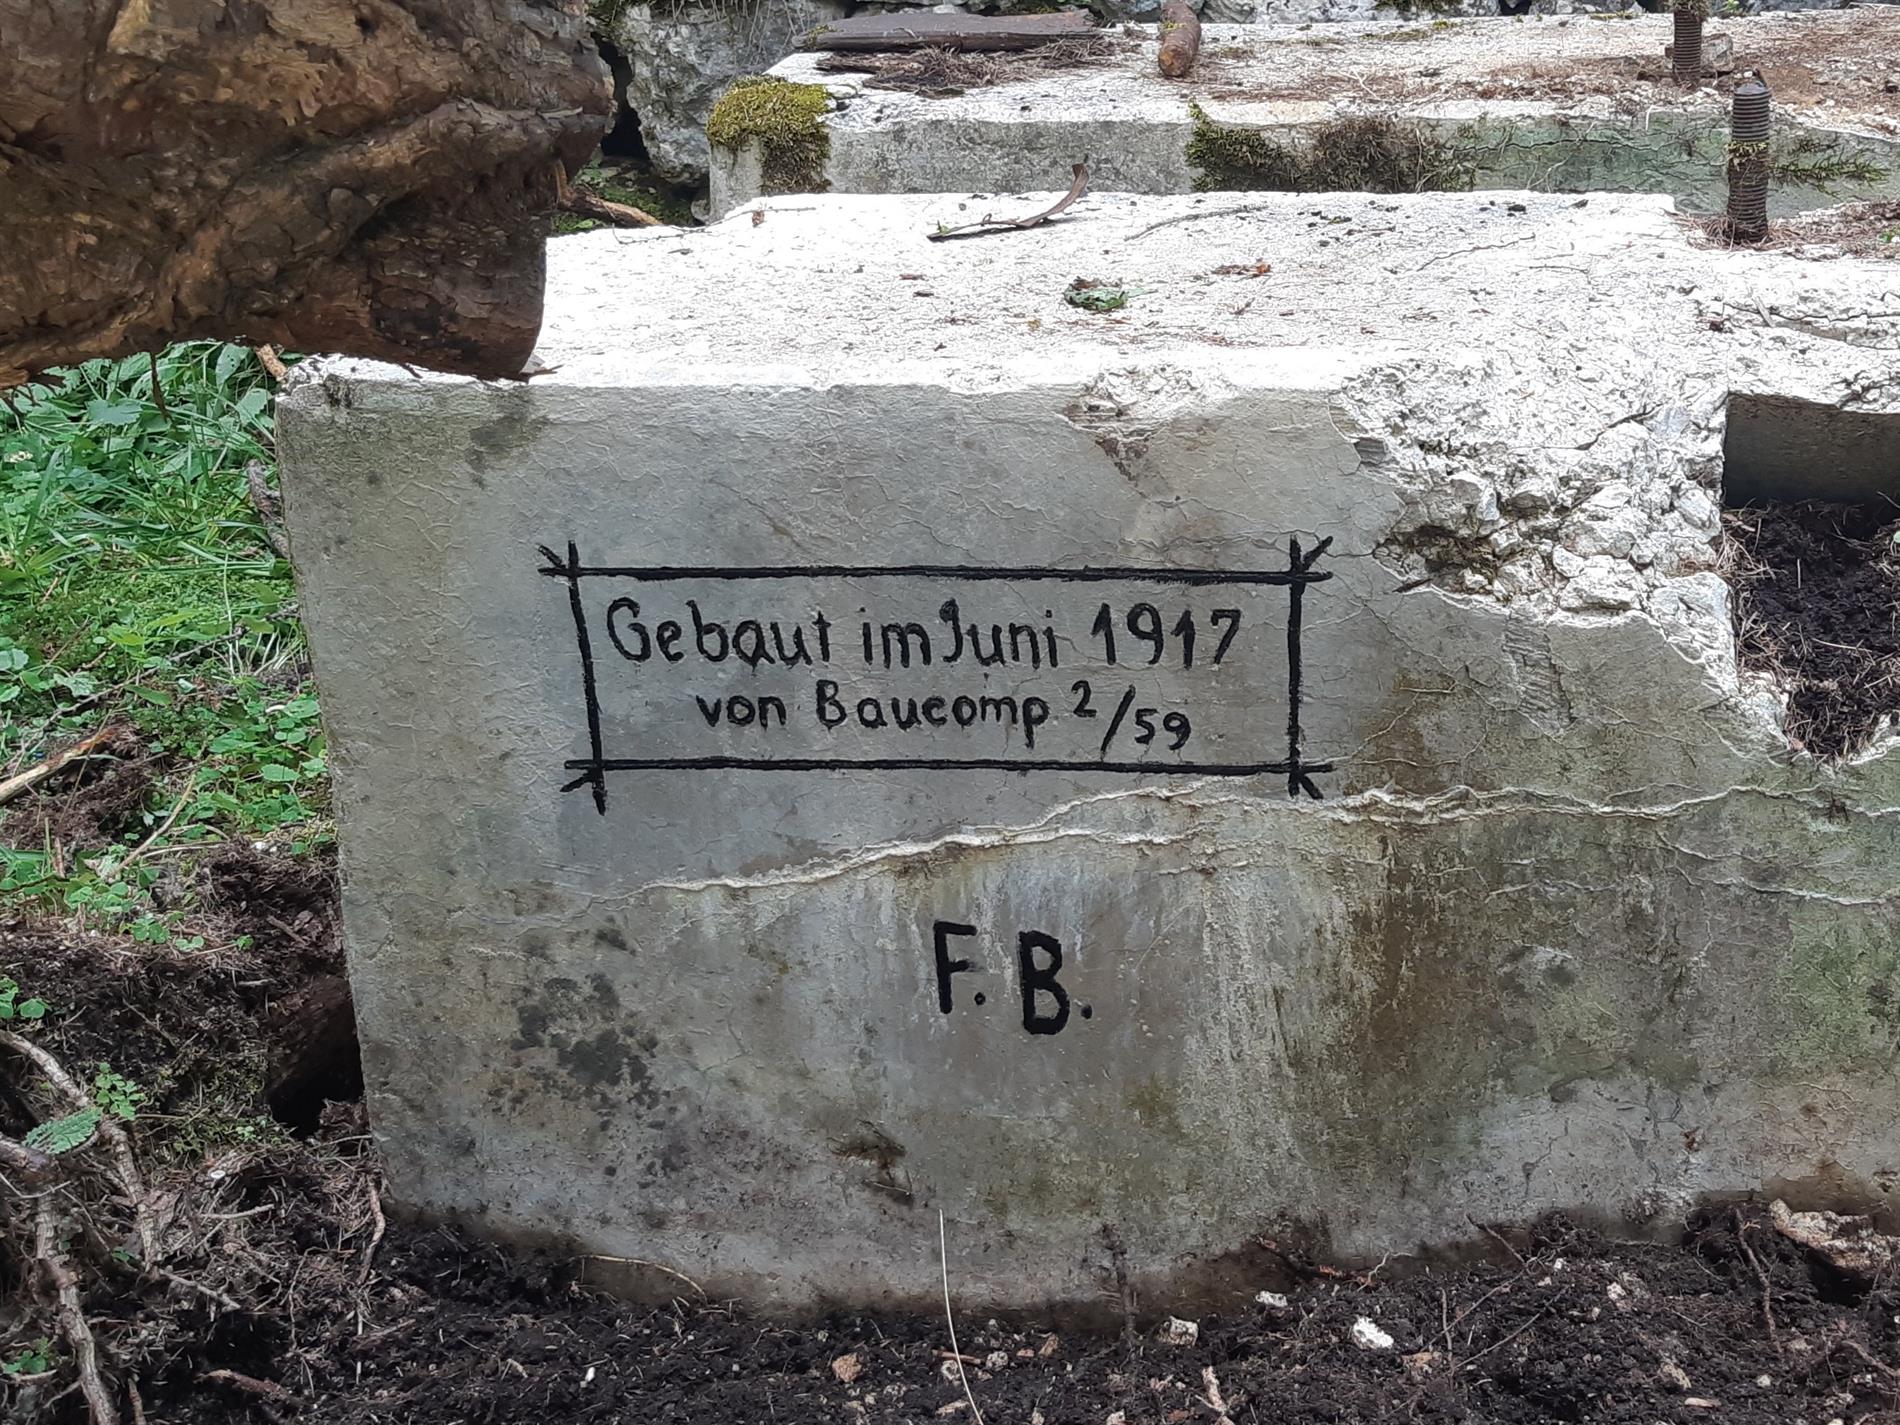 Gebaut im Juni 1917
von Baucomp 2/59
F. B.